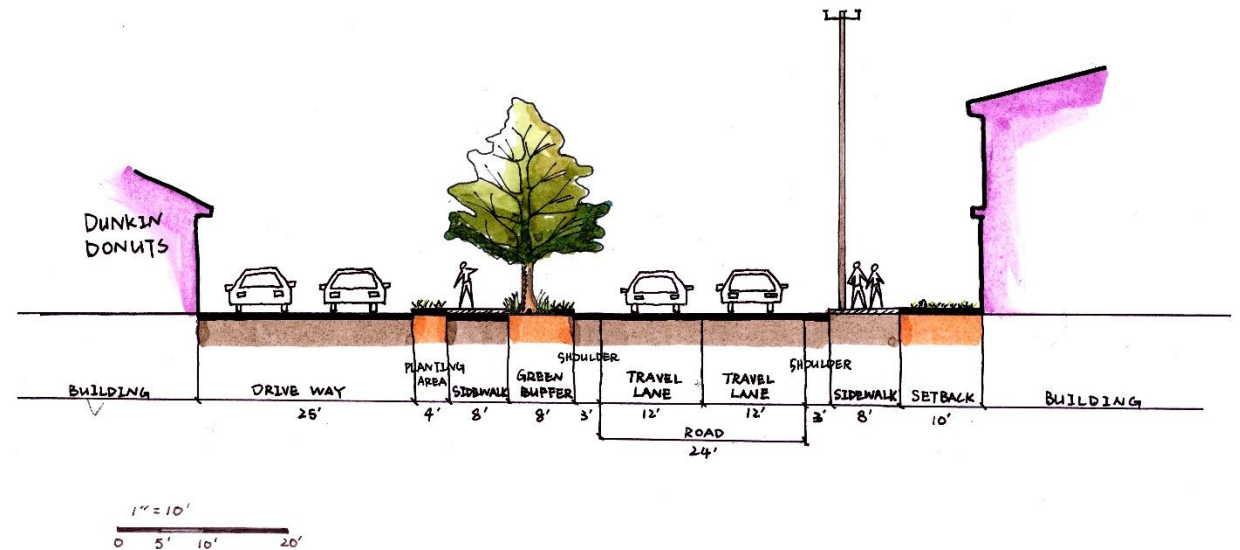 DUNKIN
DONUTS
BUILDING
DRIVE WAY
PLANTING
AREA
SIDEWALK
GREEN
BUFFER
SHOULDER
TRAVEL
LANE
TRAVEL
LANE
SHOULDER
SIDEWALK
SETBACK
BUILDING
25' 4' 8' 8' 3' 12' 12' 3' 8' 10'
ROAD
24'
1" = 10'
0 5' 10' 20'